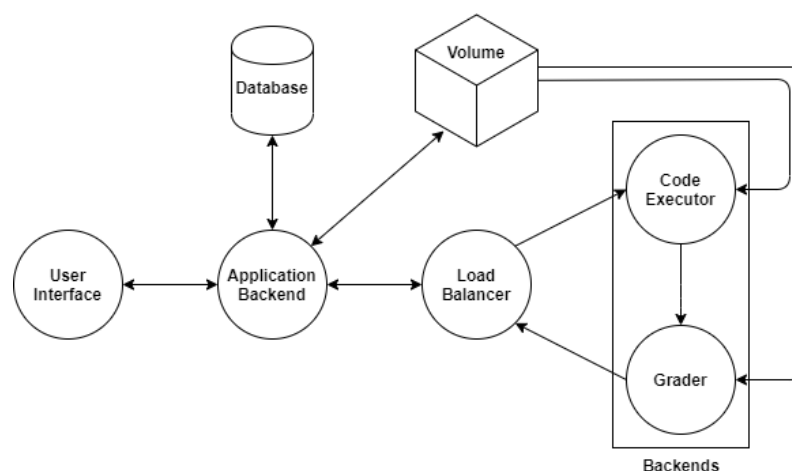 Volume
Database
Code
Executor
User
Interface
Application
Backend
Load
Balancer
Grader
Backends